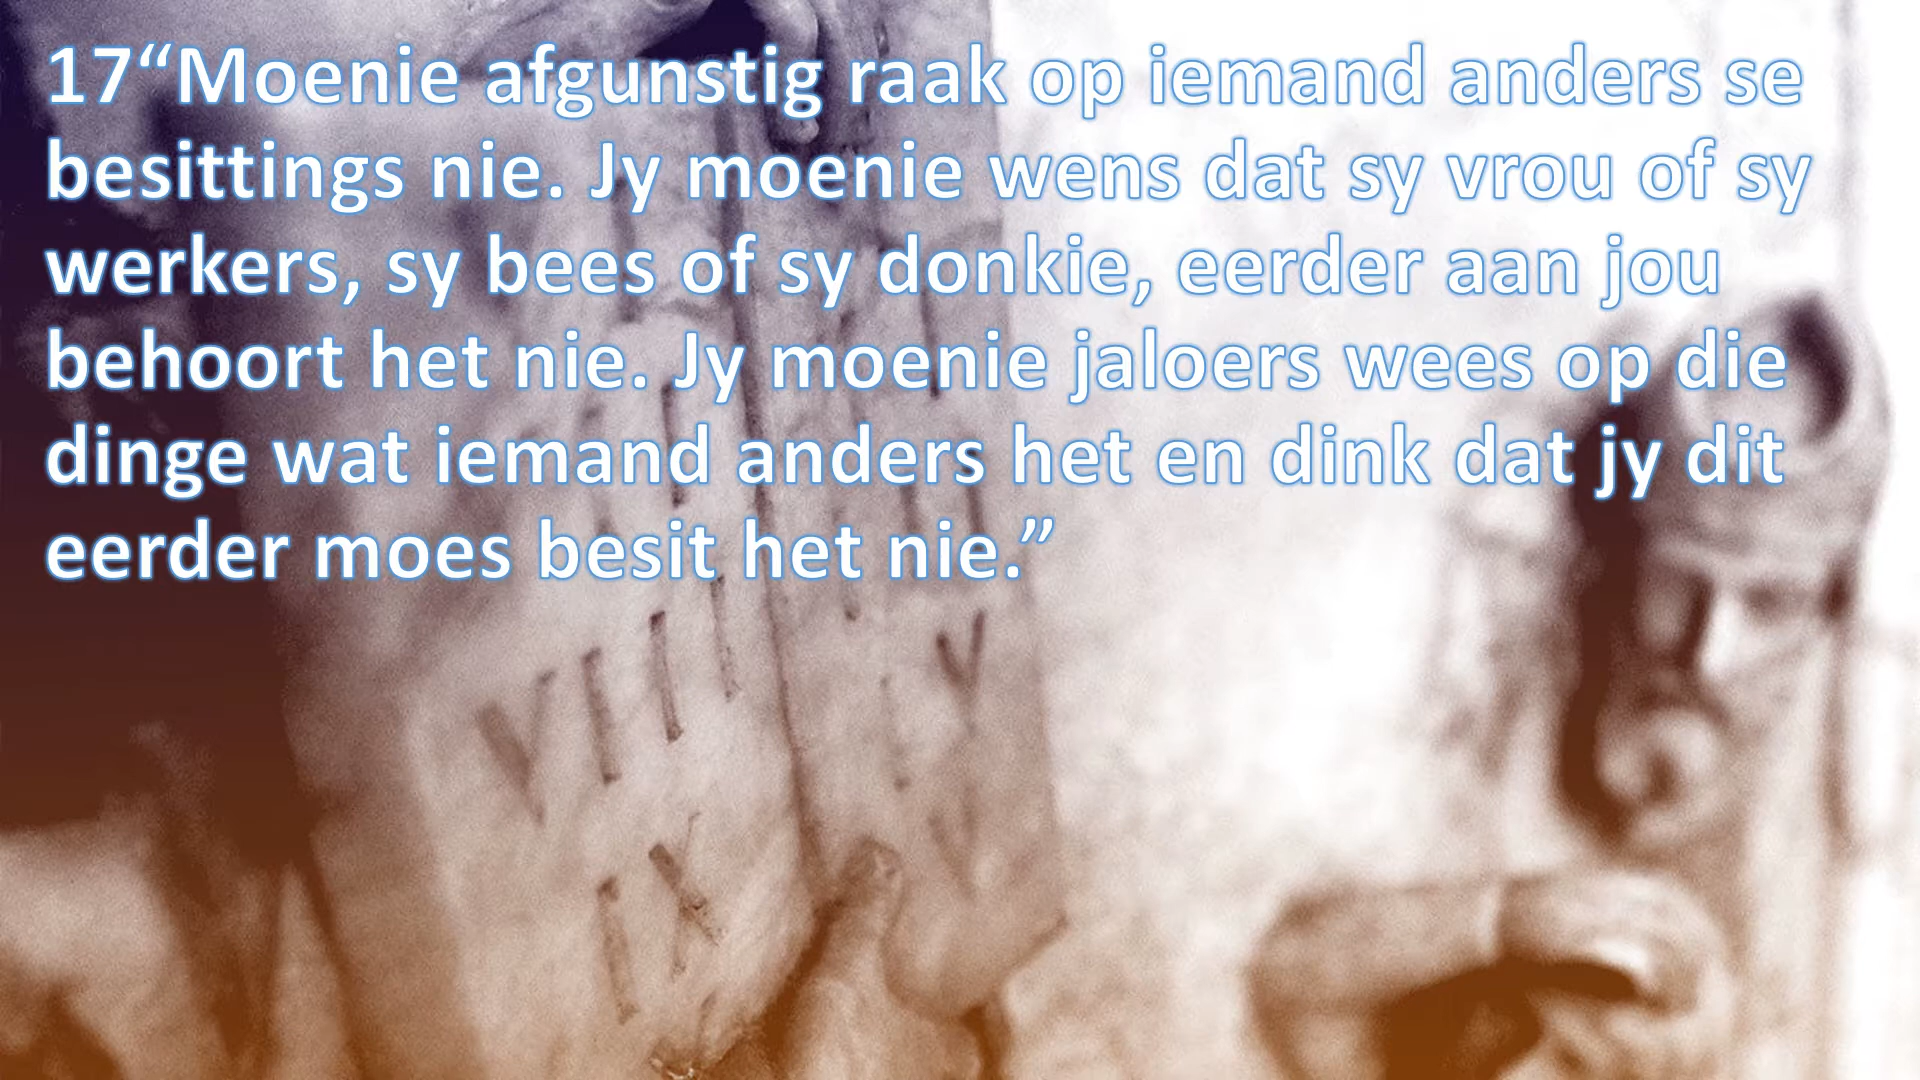 17“Moenie afgunstig raak op iemand anders se
besittings nie. Jy moenie wens dat sy vrou of sy
werkers, sy bees of sy donkie, eerder aan jou
behoort het nie. Jy moenie jaloers wees op die
dinge wat iemand anders het en dink dat jy dit
eerder moes besit het nie.”
VIII
V
IX